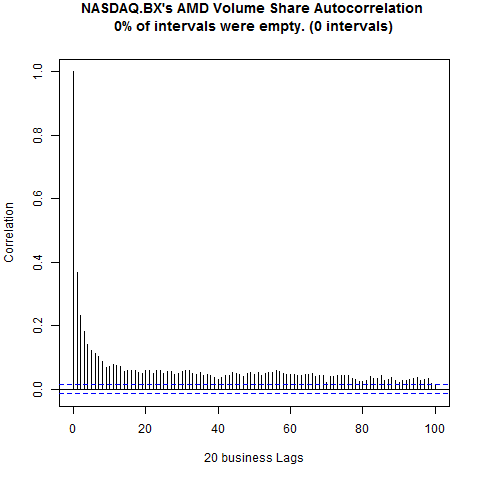 NASDAQ.BX's AMD Volume Share Autocorrelation
0% of intervals were empty. (0 intervals)
1.0
0.8
0.6
0.4
0.2
0.0
Correlation
0 20 40 60 80 100
20 business Lags